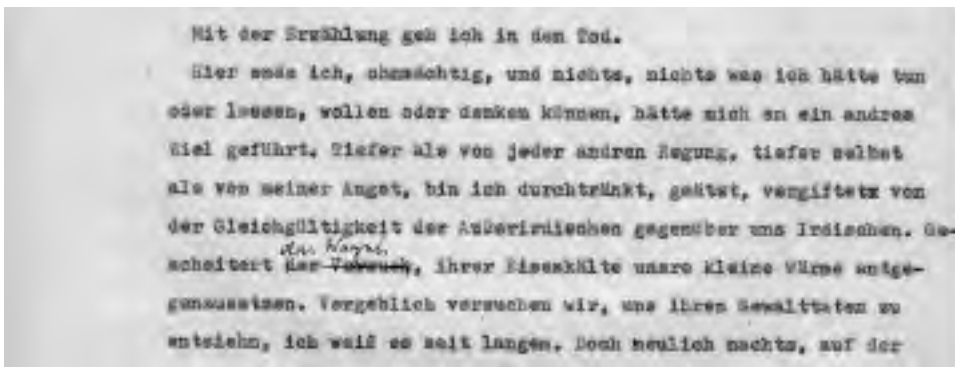 Mit der Erzählung geh ich in den Tod.
Hier ende ich, ohnmächtig, und nichts, nichts was ich hätte tun
oder lassen, wollen oder denken können, hätte mich an ein andres
Ziel geführt. Tiefer als von jeder andren Regung, tiefer selbst
als von meiner Angst, bin ich durchtränkt, geätzt, vergiftet von
der Gleichgültigkeit der Außerirdischen gegenüber uns Irdischen. Ge-
das Wagnis
scheitert der Versuch, ihrer Eiseskälte unsre kleine Wärme entge-
genzusetzen. Vergeblich versuchen wir, uns ihren Gewalttaten zu
entziehn, ich weiß es seit langem. Doch neulich nachts, auf der